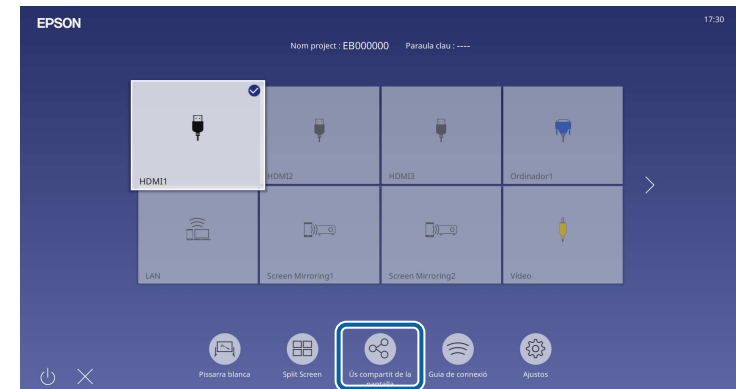 EPSON
17:30
Nom project : EB000000 Paraula clau : ----
HDMI1
HDMI2
HDMI3
Ordinador1
LAN
Screen Mirroring1
Screen Mirroring2
Vídeo
Pissarra blanca
Split Screen
Ús compartit de la
pantalla
Guia de connexió
Ajustos